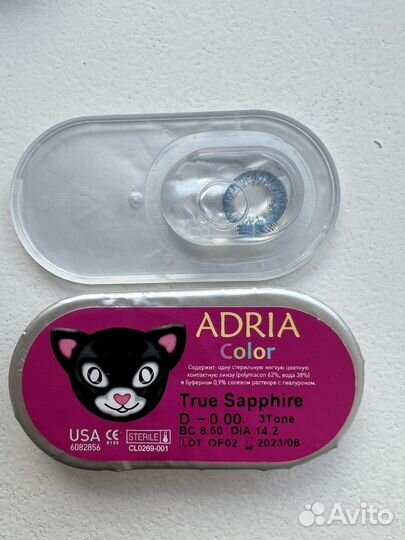 ADRIA
Color
Содержит: одну стерильную мягкую цветную
контактную линзу (polymacon 62%, вода 38%)
в буферном 0,9% солевом растворе с гиалуроном.
True Sapphire
D -0.00 3Tone
BC 8.60 DIA 14.2
LOT OF02 2023/08
USA CE 0120
6082856
STERILE
CL0269-001
Avito